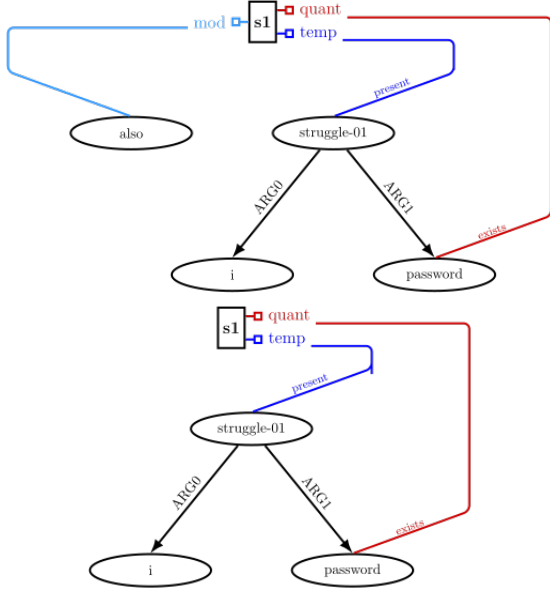 mod s1 quant
temp
present
also struggle-01
ARG0 ARG1
exists
i password
s1 quant
temp
present
struggle-01
ARG0 ARG1
exists
i password